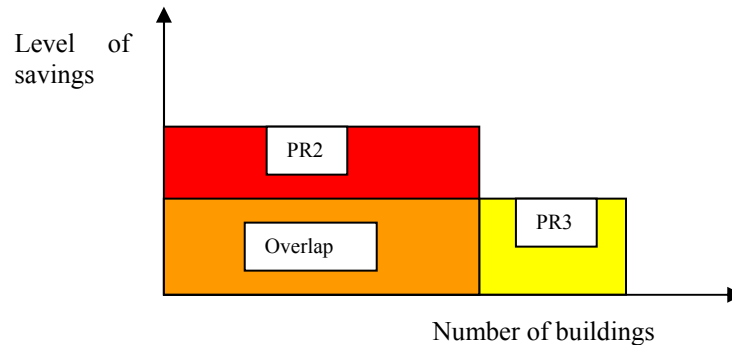 Level of
savings
PR2
PR3
Overlap
Number of buildings